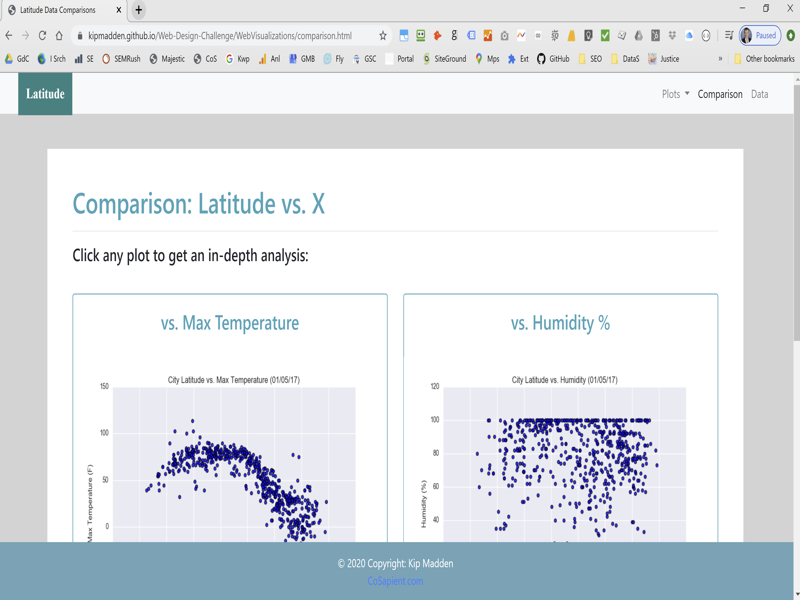 Latitude Data Comparisons
kipmadden.github.io/Web-Design-Challenge/WebVisualizations/comparison.html
Paused
GdC
I Srch
SE
SEMRush
Majestic
CoS
Kwp
Anl
GMB
Fly
GSC
Portal
SiteGround
Mps
Ext
GitHub
SEO
DataS
Justice
»
Other bookmarks
Latitude
Plots
Comparison
Data
Comparison: Latitude vs. X
Click any plot to get an in-depth analysis:
vs. Max Temperature
City Latitude vs. Max Temperature (01/05/17)
150
100
50
0
Max Temperature (F)
vs. Humidity %
City Latitude vs. Humidity (01/05/17)
120
100
80
60
40
Humidity (%)
© 2020 Copyright: Kip Madden
CoSapient.com